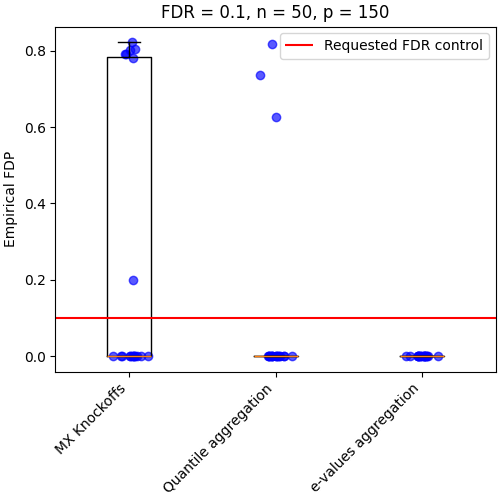 FDR = 0.1, n = 50, p = 150
Requested FDR control
Empirical FDP
0.8
0.6
0.4
0.2
0.0
MX Knockoffs
Quantile aggregation
e-values aggregation